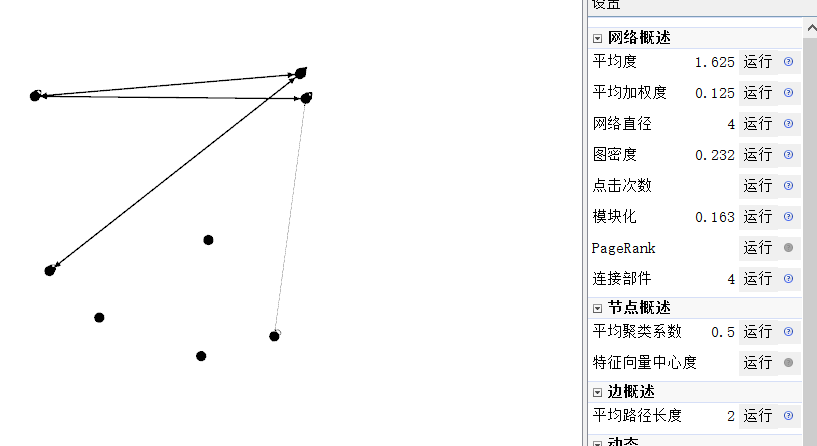 设置
网络概述
平均度 1.625 运行
平均加权度 0.125 运行
网络直径 4 运行
图密度 0.232 运行
点击次数 运行
模块化 0.163 运行
PageRank 运行
连接部件 4 运行
节点概述
平均聚类系数 0.5 运行
特征向量中心度 运行
边概述
平均路径长度 2 运行
动态